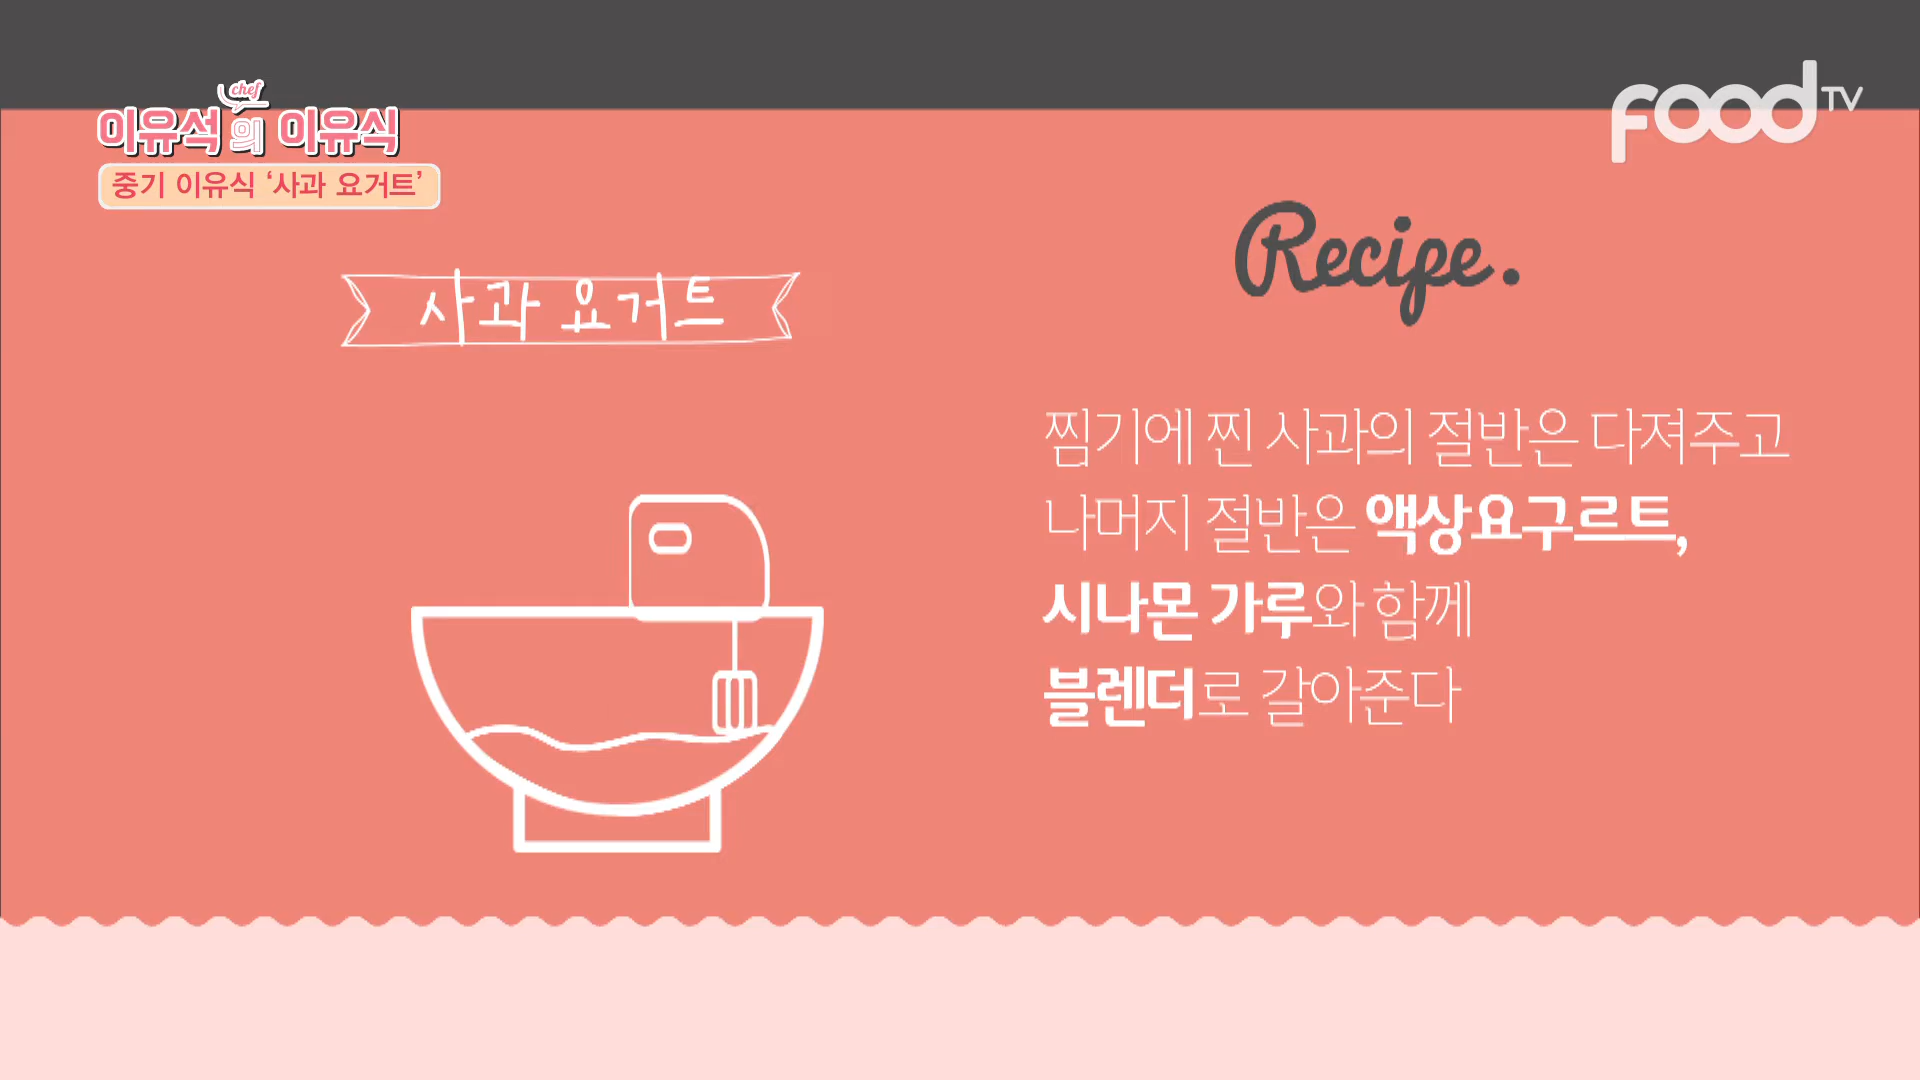 chef
이유석의 이유식
중기 이유식 ‘사과 요거트’
food TV
사과 요거트
Recipe.
찜기에 찐 사과의 절반은 다져주고
나머지 절반은 액상요구르트,
시나몬 가루와 함께
블렌더로 갈아준다